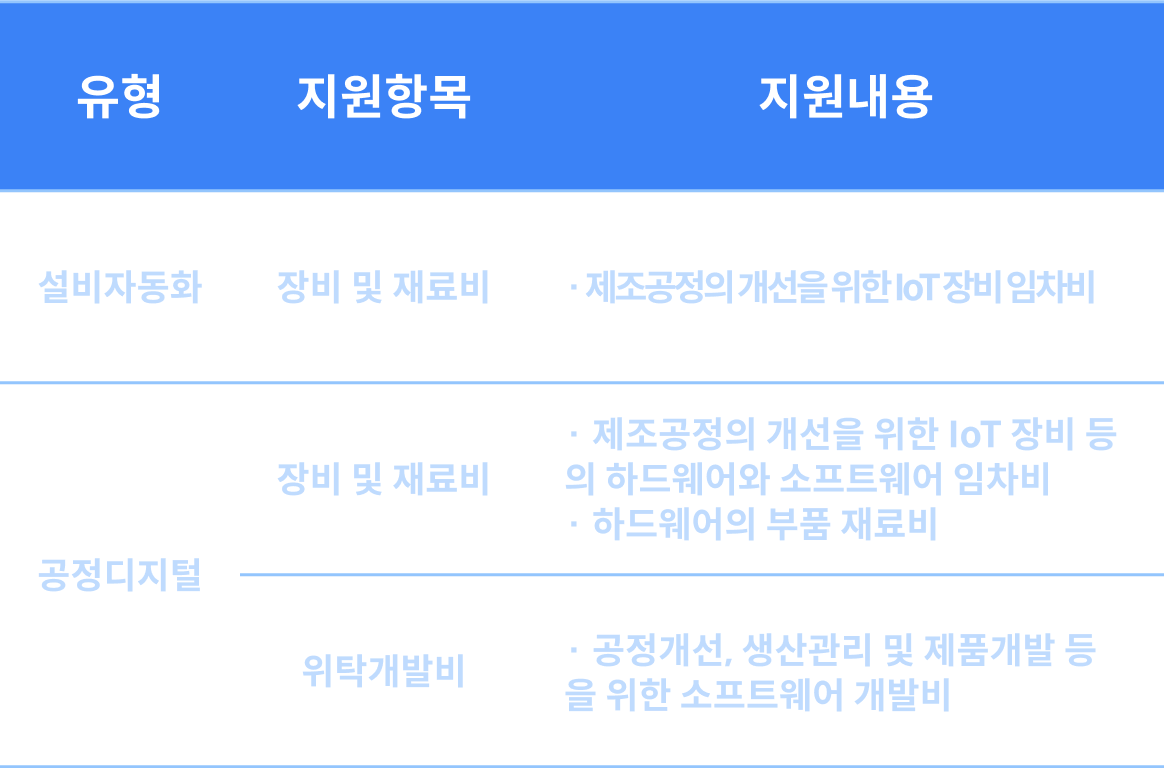 유형 지원항목 지원내용
설비자동화 장비 및 재료비 · 제조공정의 개선을 위한 IoT 장비 임차비
공정디지털
장비 및 재료비
· 제조공정의 개선을 위한 IoT 장비 등
의 하드웨어와 소프트웨어 임차비
· 하드웨어의 부품 재료비
위탁개발비
· 공정개선, 생산관리 및 제품개발 등
을 위한 소프트웨어 개발비